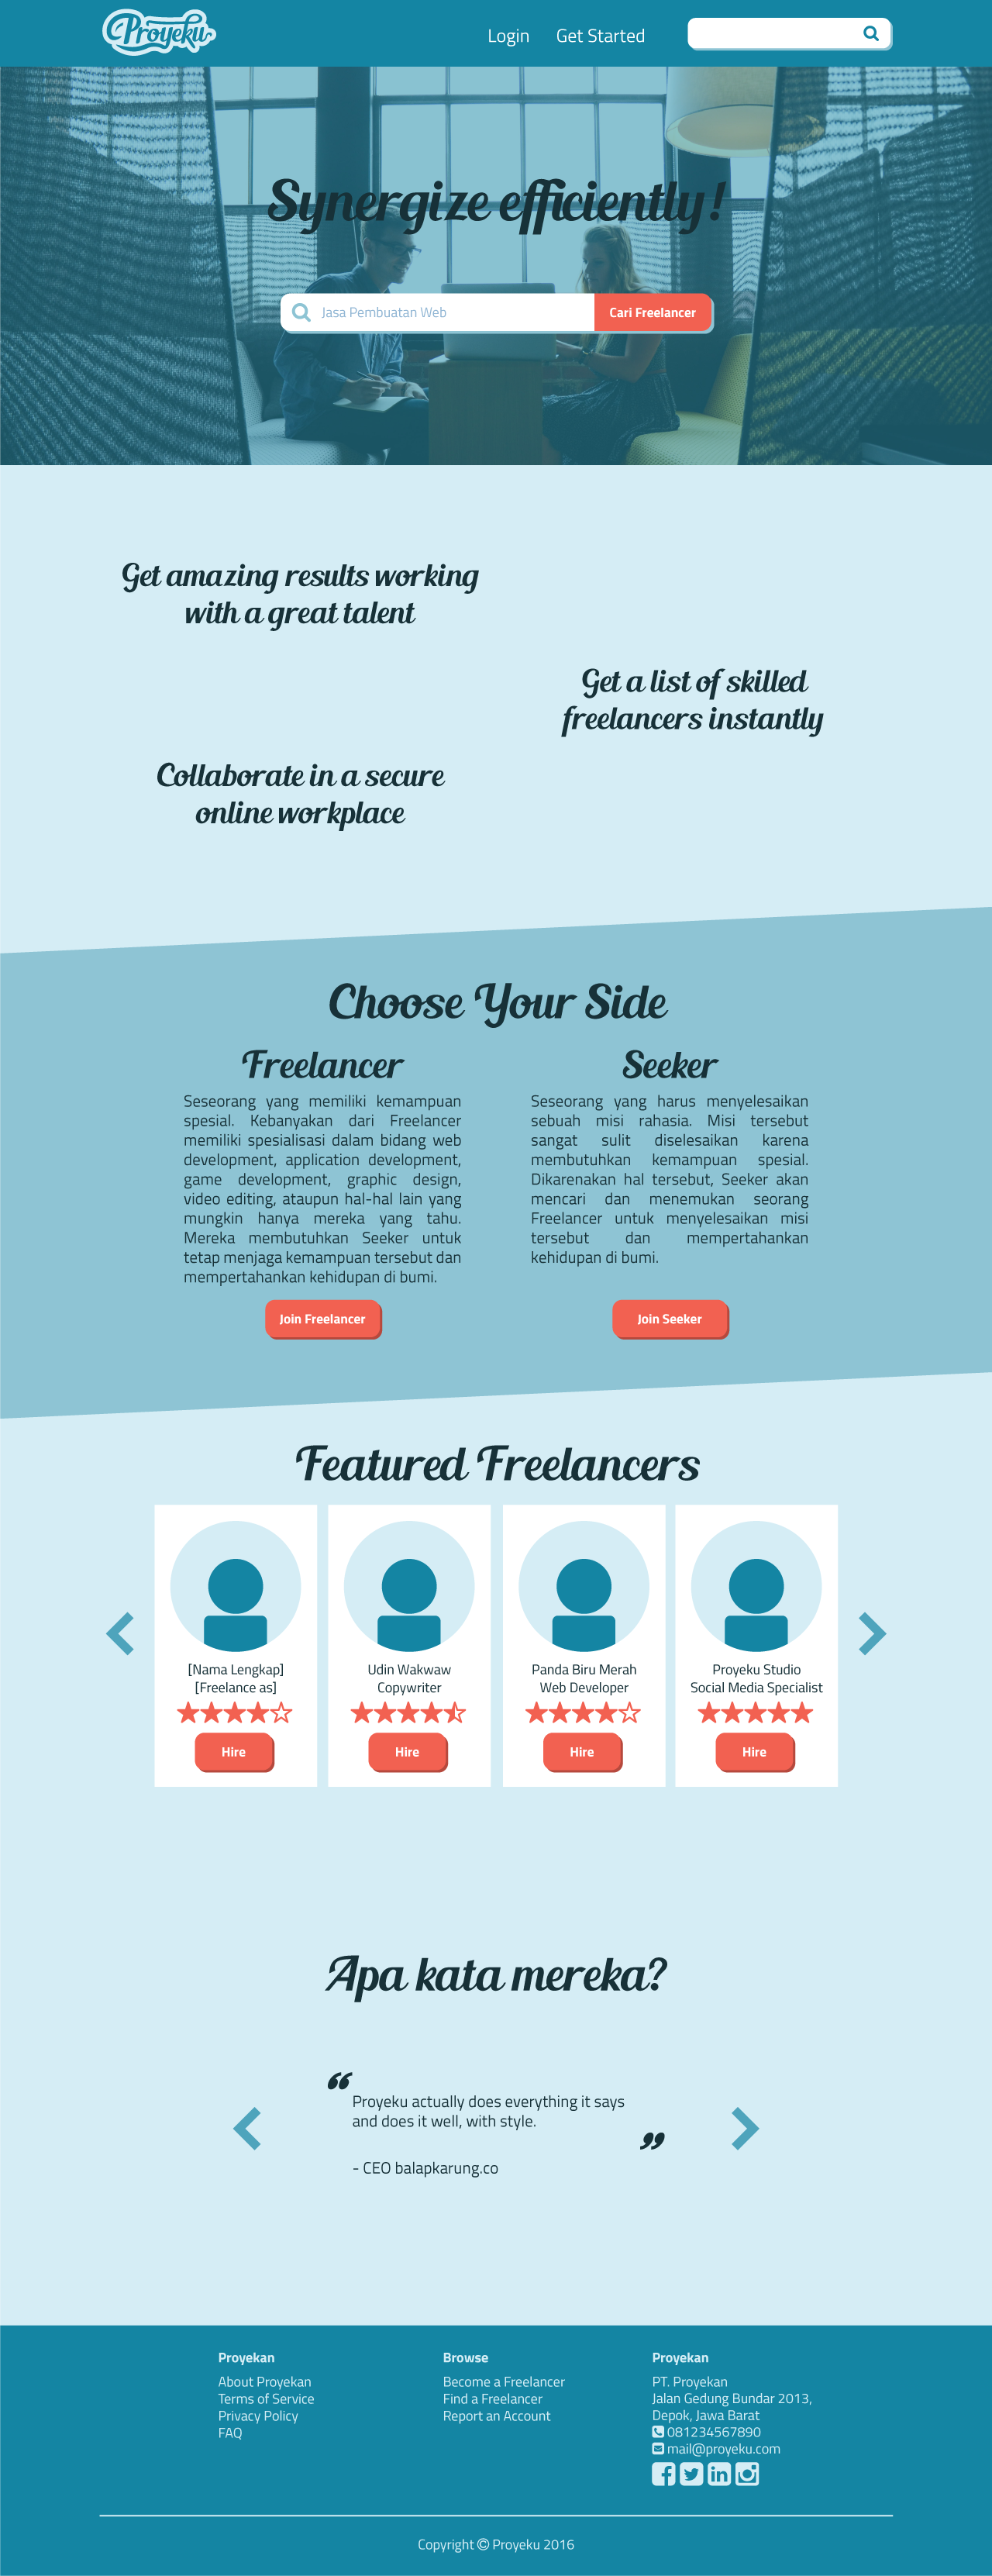 Proyeku
Login Get Started
Synergize efficiently!
Jasa Pembuatan Web Cari Freelancer
Get amazing results working
with a great talent
Get a list of skilled
freelancers instantly
Collaborate in a secure
online workplace
Choose Your Side
Freelancer
Seseorang yang memiliki kemampuan
spesial. Kebanyakan dari Freelancer
memiliki spesialisasi dalam bidang web
development, application development,
game development, graphic design,
video editing, ataupun hal-hal lain yang
mungkin hanya mereka yang tahu.
Mereka membutuhkan Seeker untuk
tetap menjaga kemampuan tersebut dan
mempertahankan kehidupan di bumi.
Join Freelancer
Seeker
Seseorang yang harus menyelesaikan
sebuah misi rahasia. Misi tersebut
sangat sulit diselesaikan karena
membutuhkan kemampuan spesial.
Dikarenakan hal tersebut, Seeker akan
mencari dan menemukan seorang
Freelancer untuk menyelesaikan misi
tersebut dan mempertahankan
kehidupan di bumi.
Join Seeker
Featured Freelancers
[Nama Lengkap]
[Freelance as]
Hire
Udin Wakwaw
Copywriter
Hire
Panda Biru Merah
Web Developer
Hire
Proyeku Studio
Social Media Specialist
Hire
Apa kata mereka?
“
Proyeku actually does everything it says
and does it well, with style.
”
- CEO balapkarung.co
Proyekan
About Proyekan
Terms of Service
Privacy Policy
FAQ
Browse
Become a Freelancer
Find a Freelancer
Report an Account
Proyekan
PT. Proyekan
Jalan Gedung Bundar 2013,
Depok, Jawa Barat
081234567890
mail@proyeku.com
Copyright © Proyeku 2016